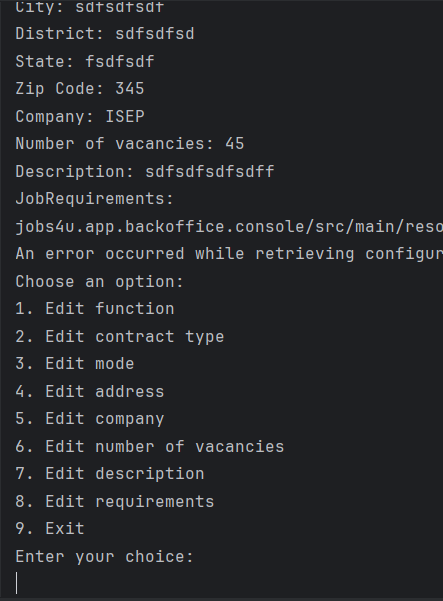 City: sdfsdfsdf
District: sdfsdfsd
State: fsdfsdf
Zip Code: 345
Company: ISEP
Number of vacancies: 45
Description: sdfsdfsdfsdff
JobRequirements:
jobs4u.app.backoffice.console/src/main/reso
An error occurred while retrieving configur
Choose an option:
1. Edit function
2. Edit contract type
3. Edit mode
4. Edit address
5. Edit company
6. Edit number of vacancies
7. Edit description
8. Edit requirements
9. Exit
Enter your choice: